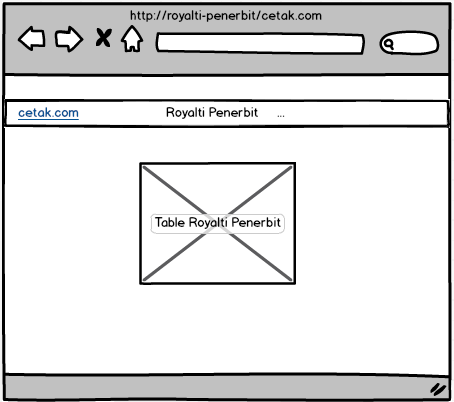 http://royalti-penerbit/cetak.com
cetak.com Royalti Penerbit ...
Table Royalti Penerbit